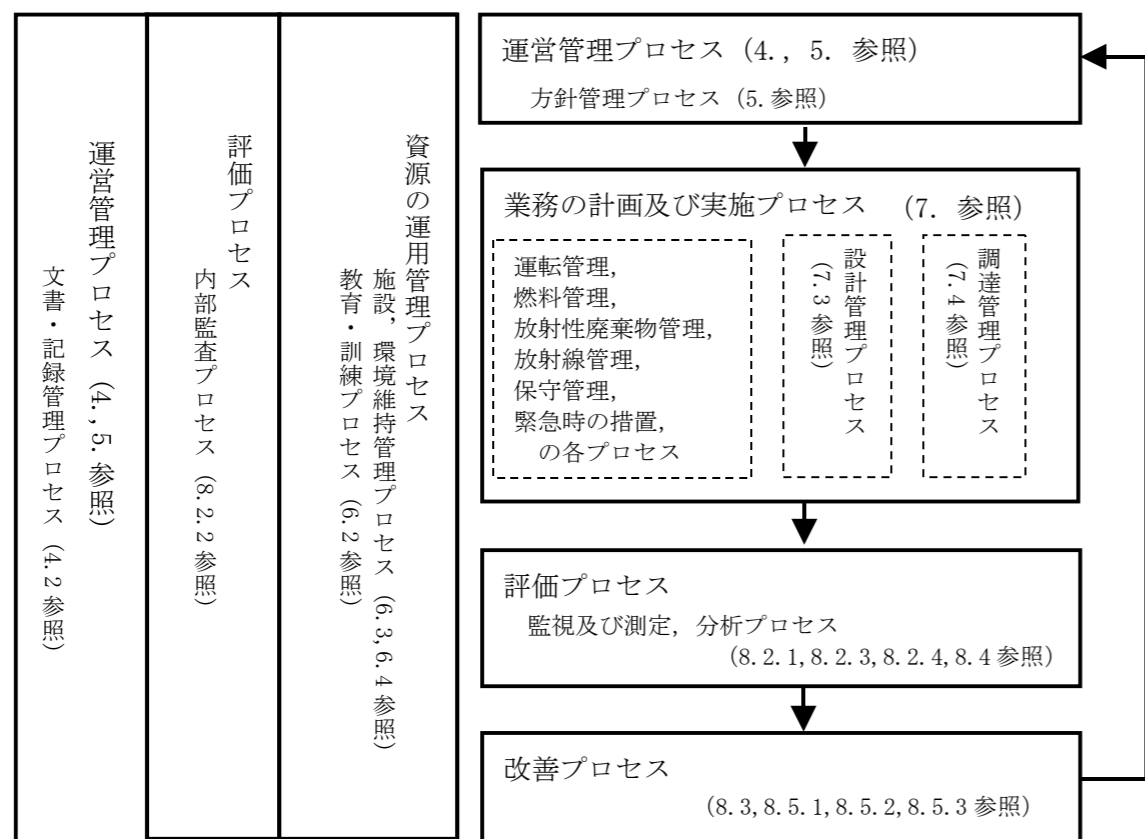 運営管理プロセス (4., 5. 参照)
文書・記録管理プロセス (4.2 参照)
評価プロセス
内部監査プロセス (8.2.2 参照)
資源の運用管理プロセス
施設，環境維持管理プロセス (6.3, 6.4 参照)
教育・訓練プロセス (6.2 参照)
運営管理プロセス (4., 5. 参照)
方針管理プロセス (5. 参照)
業務の計画及び実施プロセス (7. 参照)
運転管理，
燃料管理，
放射性廃棄物管理，
放射線管理，
保守管理，
緊急時の措置，
の各プロセス
設計管理プロセス
(7.3 参照)
調達管理プロセス
(7.4 参照)
評価プロセス
監視及び測定，分析プロセス
(8.2.1, 8.2.3, 8.2.4, 8.4 参照)
改善プロセス
(8.3, 8.5.1, 8.5.2, 8.5.3 参照)